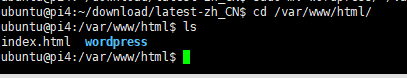 ubuntu@pi4:~/download/latest-zh_CN$ cd /var/www/html/
ubuntu@pi4:/var/www/html$ ls
index.html  wordpress
ubuntu@pi4:/var/www/html$